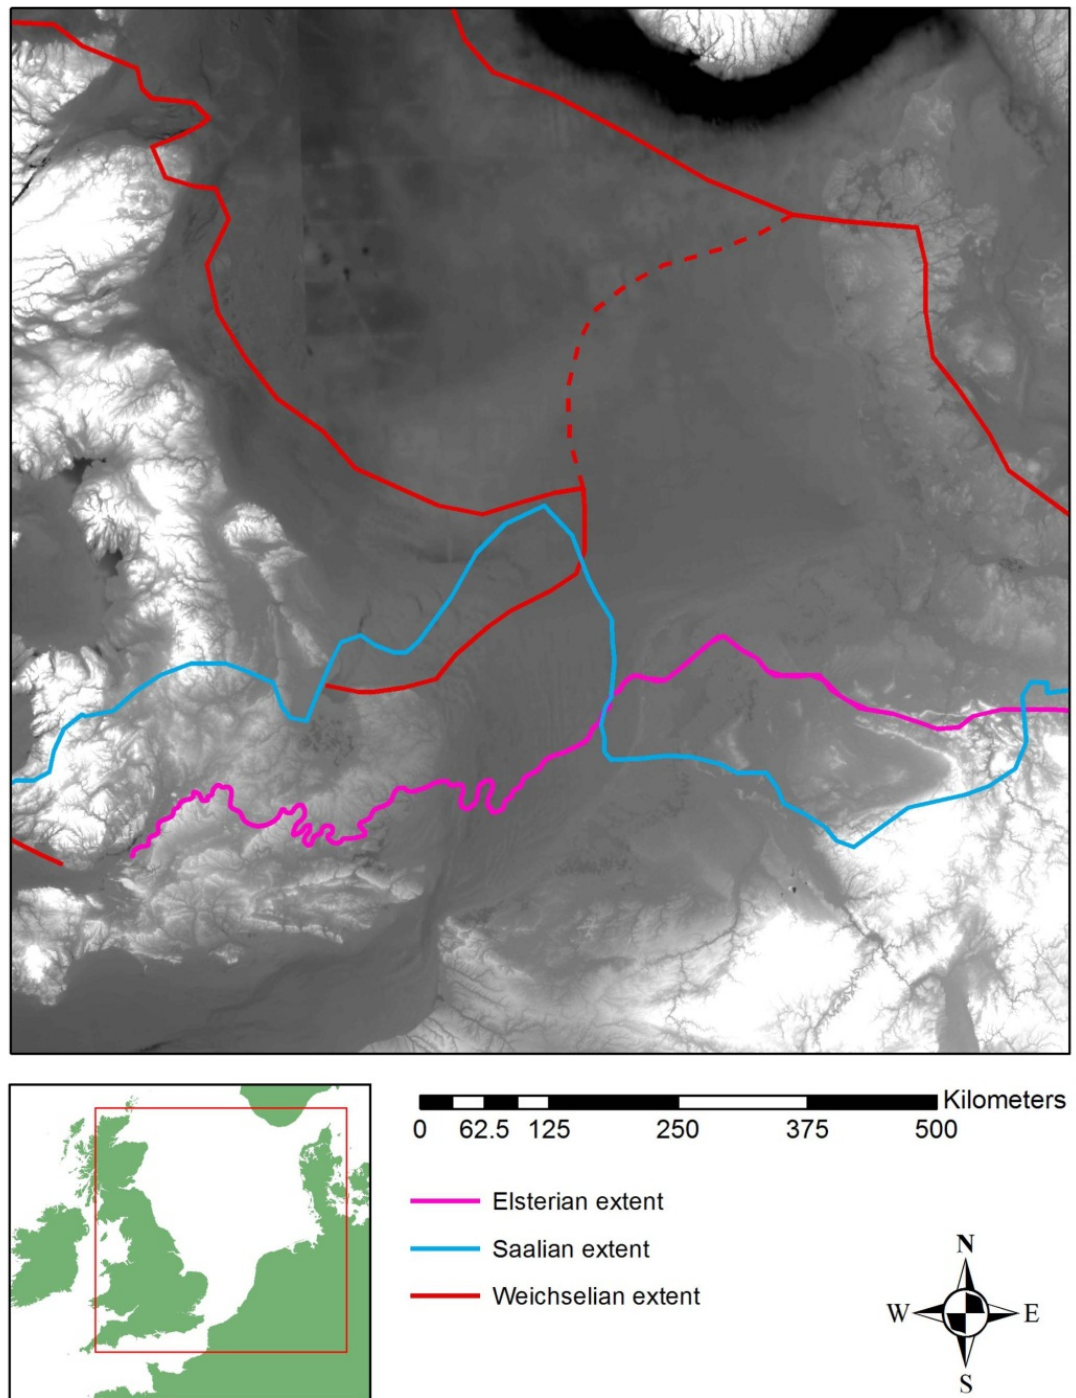 Kilometers
0 62.5 125 250 375 500
Elsterian extent
Saalian extent
Weichselian extent
N
W E
S